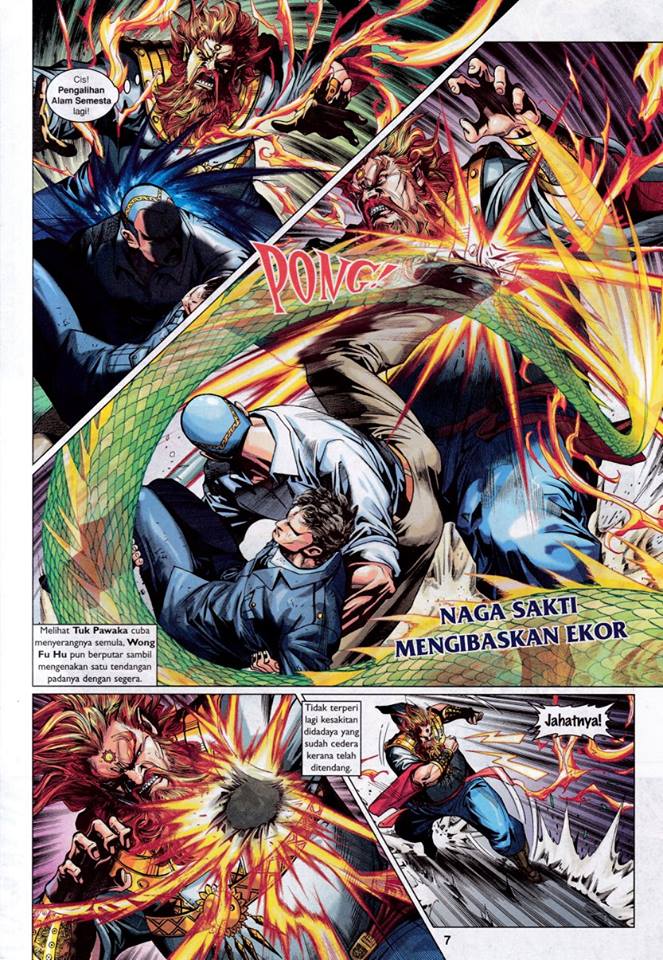 Cis!
Pengalihan
Alam Semesta
lagi!
PONG!!
NAGA SAKTI
MENGIBASKAN EKOR
Melihat Tuk Pawaka cuba
menyerangnya semula, Wong
Fu Hu pun berputar sambil
mengenakan satu tendangan
padanya dengan segera.
Tidak terperi
lagi kesakitan
didadaya yang
sudah cedera
kerana telah
ditendang.
Jahatnya!
7